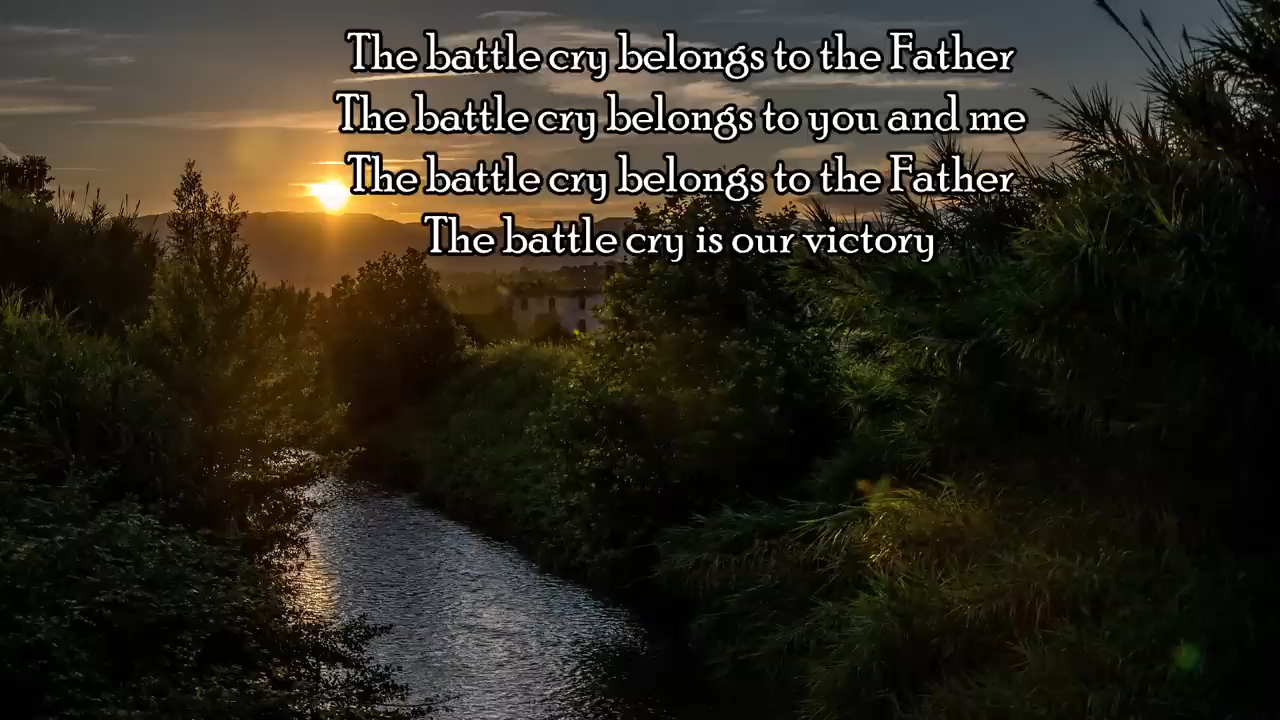 The battle cry belongs to the Father
The battle cry belongs to you and me
The battle cry belongs to the Father
The battle cry is our victory